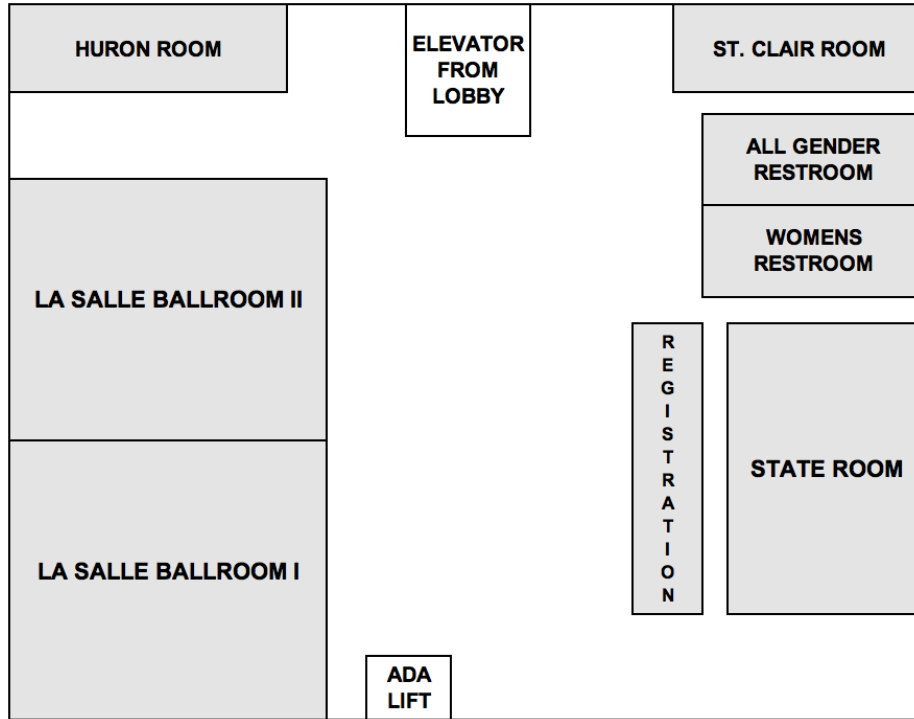 HURON ROOM
ELEVATOR
FROM
LOBBY
ST. CLAIR ROOM
ALL GENDER
RESTROOM
WOMENS
RESTROOM
LA SALLE BALLROOM II
REGISTRATION
STATE ROOM
LA SALLE BALLROOM I
ADA
LIFT